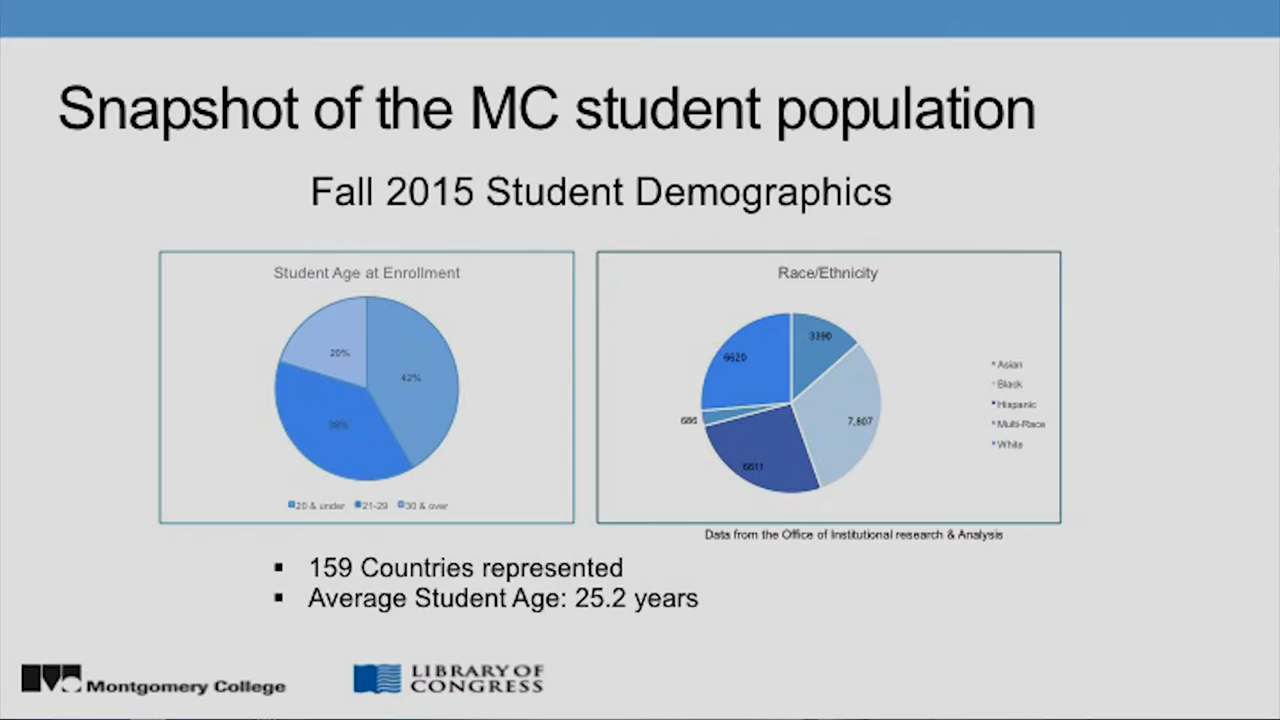 Snapshot of the MC student population
Fall 2015 Student Demographics
Student Age at Enrollment
20%
42%
38%
20 & under 21-29 30 & over
Race/Ethnicity
3390
6620
686
7,807
6611
Asian
Black
Hispanic
Multi-Race
White
Data from the Office of Institutional research & Analysis
▪ 159 Countries represented
▪ Average Student Age: 25.2 years
Montgomery College
LIBRARY OF
CONGRESS